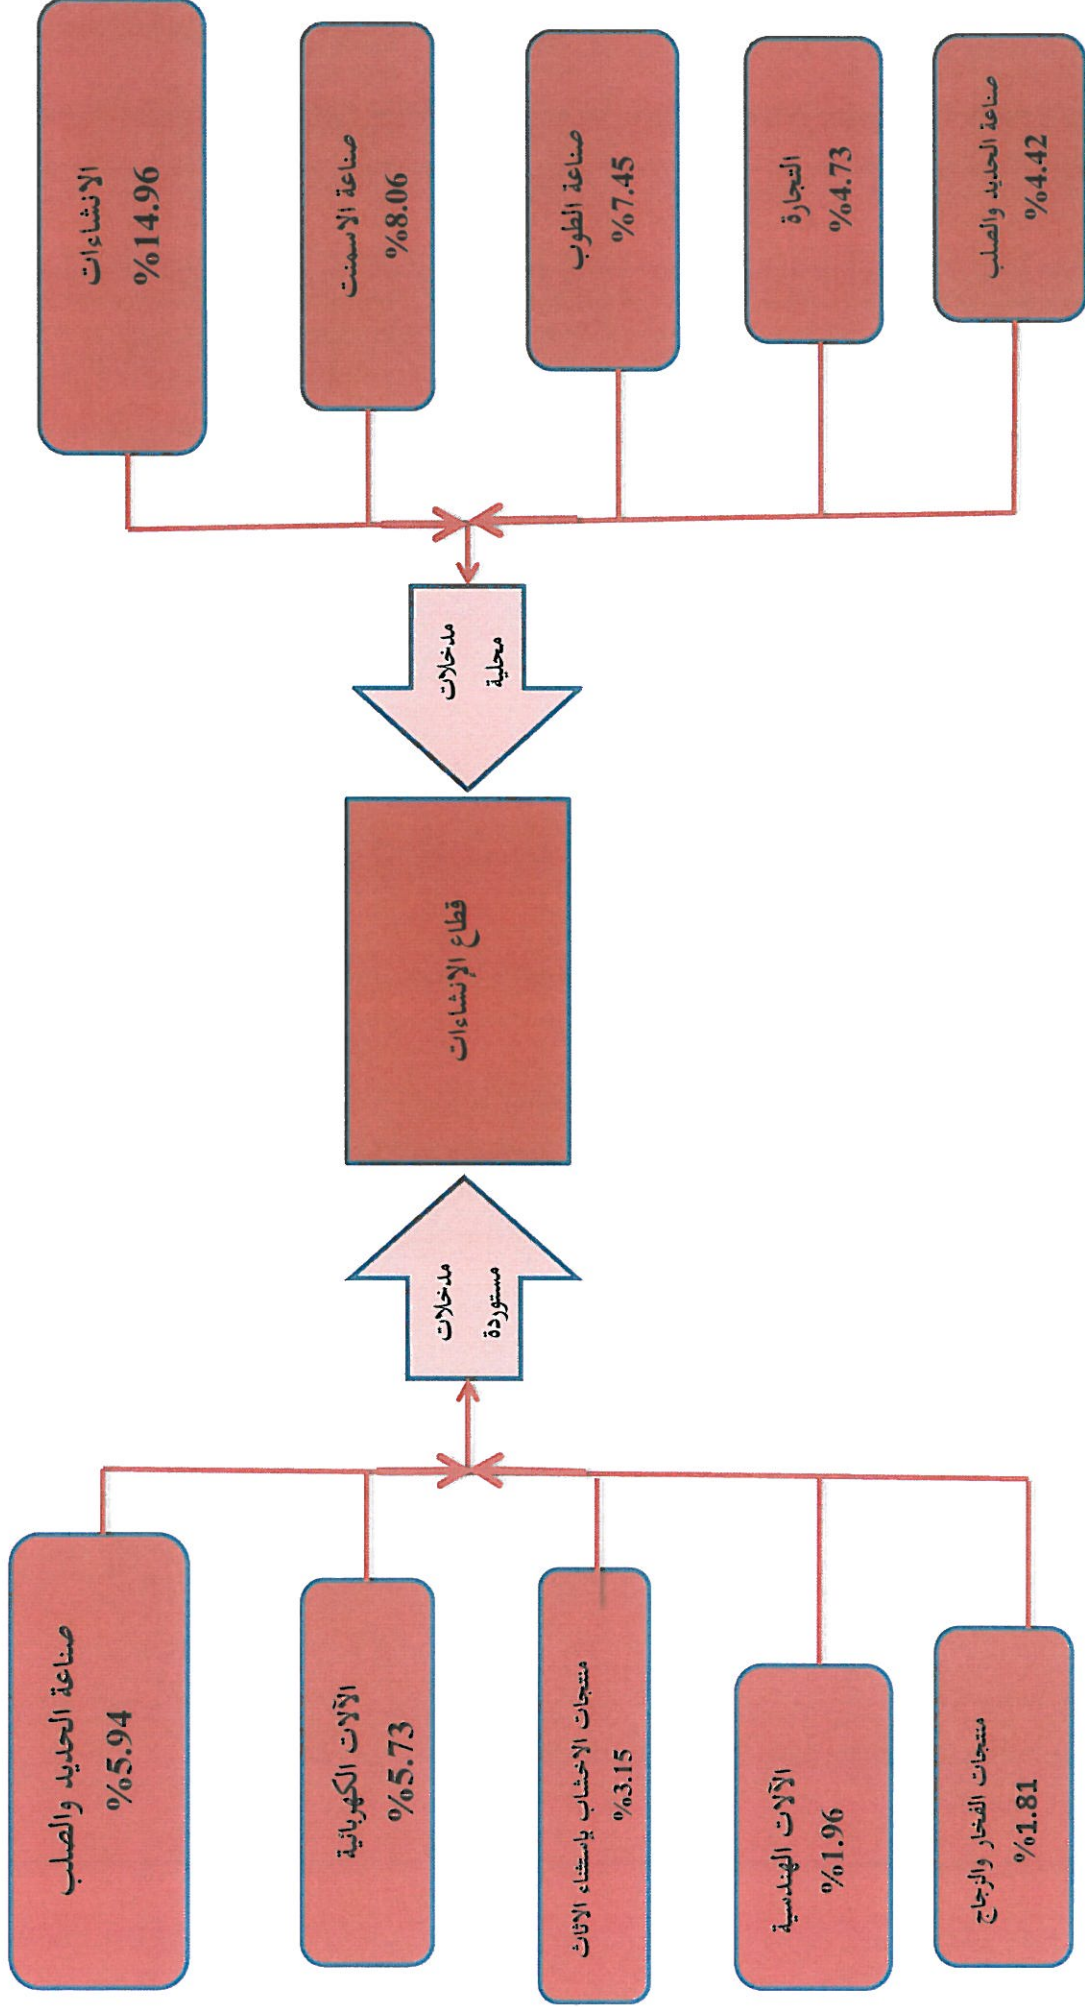 الانشاءات
%14.96
صناعة الاسمنت
%8.06
صناعة الطوب
%7.45
التجارة
%4.73
صناعة الحديد والصلب
%4.42
مدخلات
محلية
قطاع الإنشاءات
مدخلات
مستوردة
صناعة الحديد والصلب
%5.94
الآلات الكهربائية
%5.73
منتجات الاخشاب بإستثناء الاثاث
%3.15
الآلات الهندسية
%1.96
منتجات الفخار والزجاج
%1.81